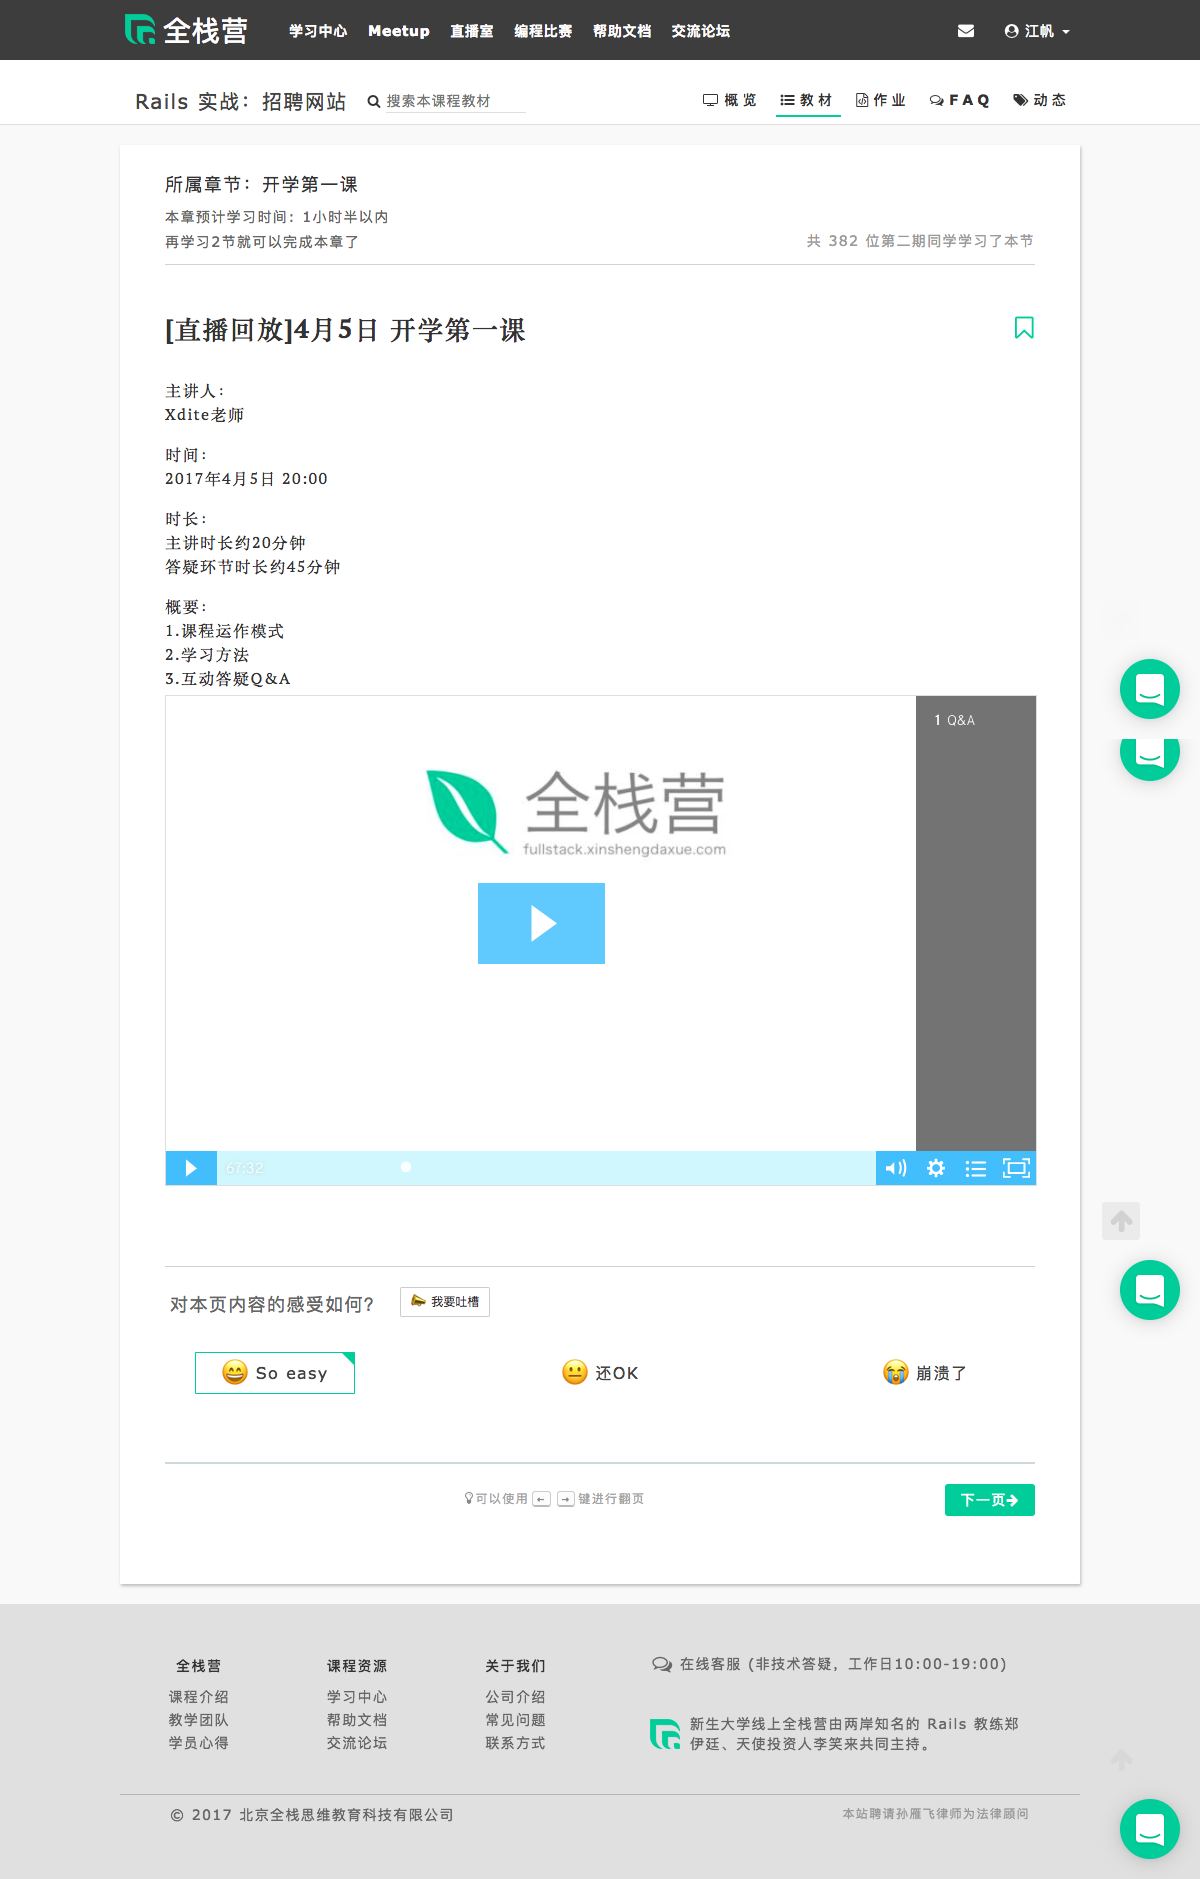 全栈营 学习中心 Meetup 直播室 编程比赛 帮助文档 交流论坛 江帆
Rails 实战：招聘网站 搜索本课程教材 概览 教材 作业 FAQ 动态
所属章节：开学第一课
本章预计学习时间：1小时半以内
再学习2节就可以完成本章了
共 382 位第二期同学学习了本节
[直播回放]4月5日 开学第一课
主讲人：
Xdite老师
时间：
2017年4月5日 20:00
时长：
主讲时长约20分钟
答疑环节时长约45分钟
概要：
1.课程运作模式
2.学习方法
3.互动答疑Q&A
1 Q&A
全栈营
fullstack.xinshengdaxue.com
67:32
对本页内容的感受如何？ 我要吐槽
So easy 还OK 崩溃了
可以使用 ← → 键进行翻页 下一页
全栈营 课程资源 关于我们
课程介绍 学习中心 公司介绍
教学团队 帮助文档 常见问题
学员心得 交流论坛 联系方式
在线客服 (非技术答疑，工作日10:00-19:00)
新生大学线上全栈营由两岸知名的 Rails 教练郑
伊廷、天使投资人李笑来共同主持。
© 2017 北京全栈思维教育科技有限公司 本站聘请孙雁飞律师为法律顾问